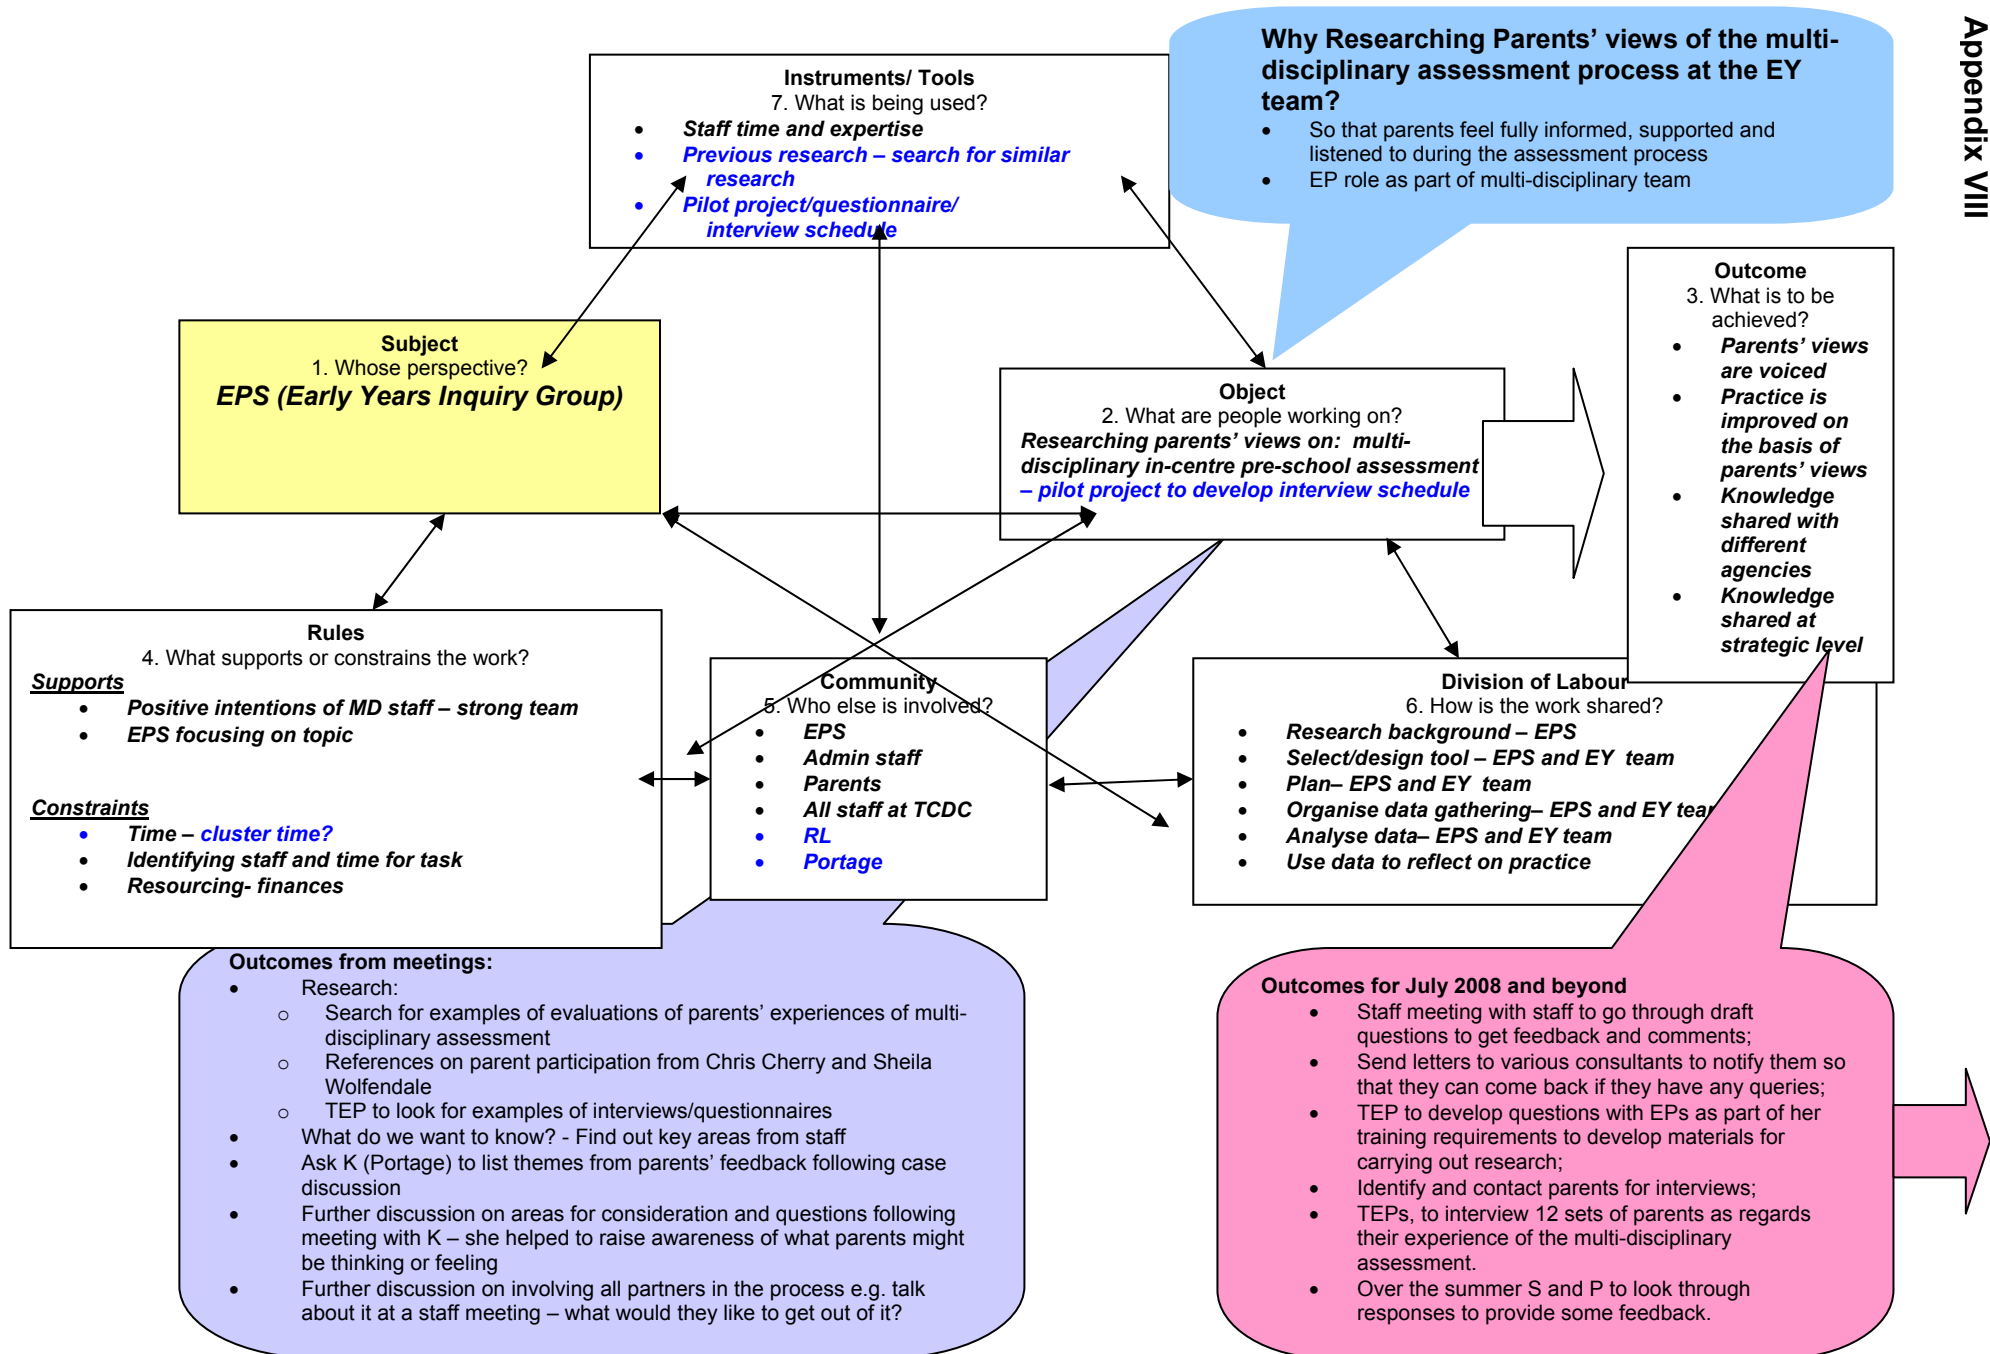 Appendix VIII
Instruments/ Tools
7. What is being used?
• Staff time and expertise
• Previous research – search for similar
research
• Pilot project/questionnaire/
interview schedule
Why Researching Parents’ views of the multi-
disciplinary assessment process at the EY
team?
• So that parents feel fully informed, supported and
listened to during the assessment process
• EP role as part of multi-disciplinary team
Subject
1. Whose perspective?
EPS (Early Years Inquiry Group)
Object
2. What are people working on?
Researching parents’ views on: multi-
disciplinary in-centre pre-school assessment
– pilot project to develop interview schedule
Outcome
3. What is to be
achieved?
• Parents’ views
are voiced
• Practice is
improved on
the basis of
parents’ views
• Knowledge
shared with
different
agencies
• Knowledge
shared at
strategic level
Rules
4. What supports or constrains the work?
Supports
• Positive intentions of MD staff – strong team
• EPS focusing on topic
Constraints
• Time – cluster time?
• Identifying staff and time for task
• Resourcing- finances
Community
5. Who else is involved?
• EPS
• Admin staff
• Parents
• All staff at TCDC
• RL
• Portage
Division of Labour
6. How is the work shared?
• Research background – EPS
• Select/design tool – EPS and EY team
• Plan– EPS and EY team
• Organise data gathering– EPS and EY team
• Analyse data– EPS and EY team
• Use data to reflect on practice
Outcomes from meetings:
• Research:
o Search for examples of evaluations of parents’ experiences of multi-
disciplinary assessment
o References on parent participation from Chris Cherry and Sheila
Wolfendale
o TEP to look for examples of interviews/questionnaires
• What do we want to know? - Find out key areas from staff
• Ask K (Portage) to list themes from parents’ feedback following case
discussion
• Further discussion on areas for consideration and questions following
meeting with K – she helped to raise awareness of what parents might
be thinking or feeling
• Further discussion on involving all partners in the process e.g. talk
about it at a staff meeting – what would they like to get out of it?
Outcomes for July 2008 and beyond
• Staff meeting with staff to go through draft
questions to get feedback and comments;
• Send letters to various consultants to notify them so
that they can come back if they have any queries;
• TEP to develop questions with EPs as part of her
training requirements to develop materials for
carrying out research;
• Identify and contact parents for interviews;
• TEPs, to interview 12 sets of parents as regards
their experience of the multi-disciplinary
assessment.
• Over the summer S and P to look through
responses to provide some feedback.